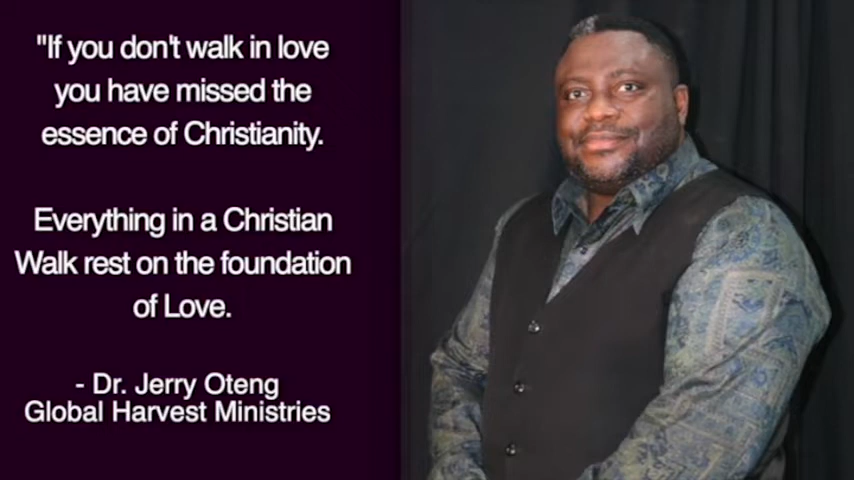 "If you don't walk in love
you have missed the
essence of Christianity.
Everything in a Christian
Walk rest on the foundation
of Love.
- Dr. Jerry Oteng
Global Harvest Ministries